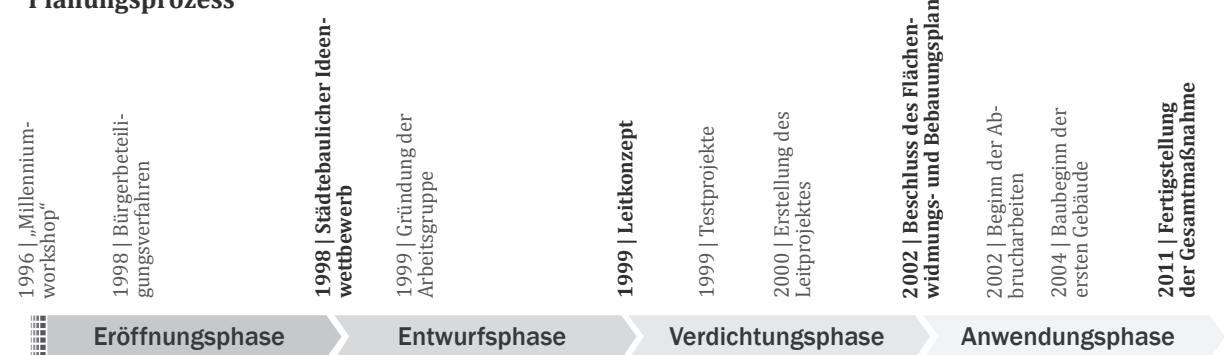 Planungsprozess
1996 | „Millennium-
workshop“
1998 | Bürgerbeteili-
gungsverfahren
1998 | Städtebaulicher Ideen-
wettbewerb
1999 | Gründung der
Arbeitsgruppe
1999 | Leitkonzept
1999 | Testprojekte
2000 | Erstellung des
Leitprojektes
2002 | Beschluss des Flächen-
widmungs- und Bebauungsplan
2002 | Beginn der Ab-
brucharbeiten
2004 | Baubeginn der
ersten Gebäude
2011 | Fertigstellung
der Gesamtmaßnahme
Eröffnungsphase
Entwurfsphase
Verdichtungsphase
Anwendungsphase